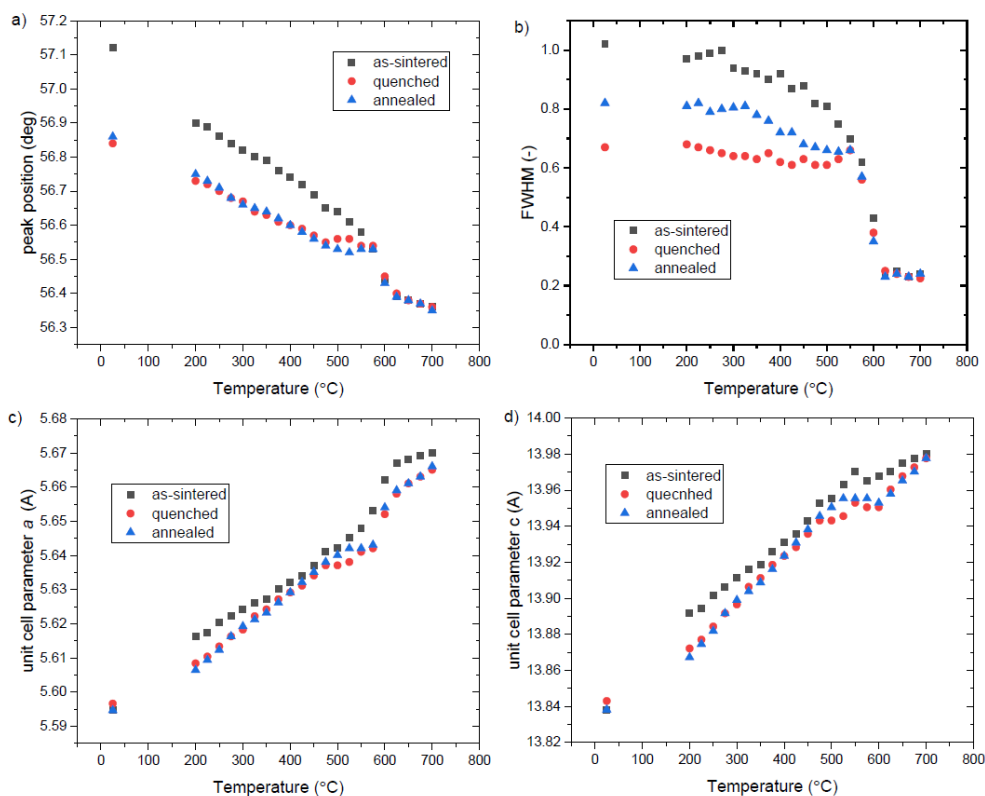 a)
57.2
57.1
57.0
56.9
56.8
56.7
56.6
56.5
56.4
56.3
peak position (deg)
as-sintered
quenched
annealed
0 100 200 300 400 500 600 700 800
Temperature (°C)
b)
1.0
0.8
0.6
0.4
0.2
0.0
FWHM (-)
as-sintered
quenched
annealed
0 100 200 300 400 500 600 700 800
Temperature (°C)
c)
5.68
5.67
5.66
5.65
5.64
5.63
5.62
5.61
5.60
5.59
unit cell parameter a (A)
as-sintered
quenched
annealed
0 100 200 300 400 500 600 700 800
Temperature (°C)
d)
14.00
13.98
13.96
13.94
13.92
13.90
13.88
13.86
13.84
13.82
unit cell parameter c (A)
as-sintered
quecnhed
annealed
0 100 200 300 400 500 600 700 800
Temperature (°C)